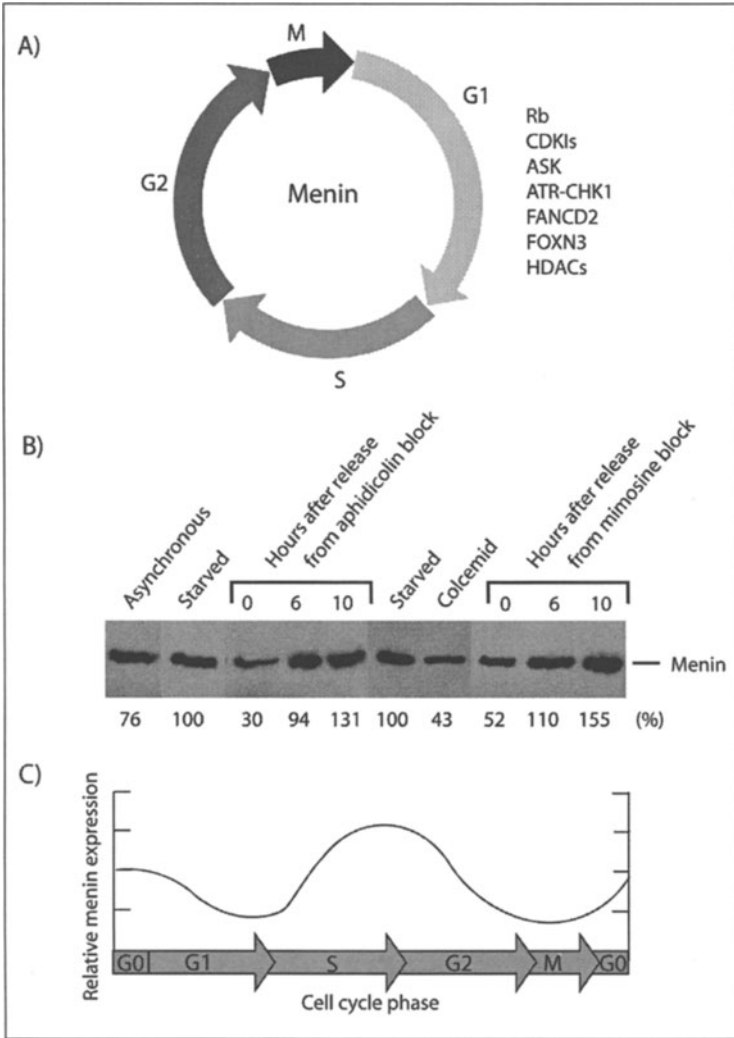 A)
M
G1
G2
Menin
S
Rb
CDKIs
ASK
ATR-CHK1
FANCD2
FOXN3
HDACs
B)
Asynchronous
Starved
Hours after release
from aphidicolin block
Starved
Colcemid
Hours after release
from mimosine block
0 6 10 0 6 10
Menin
76 100 30 94 131 100 43 52 110 155 (%)
C)
Relative menin expression
G0 G1 S G2 M G0
Cell cycle phase